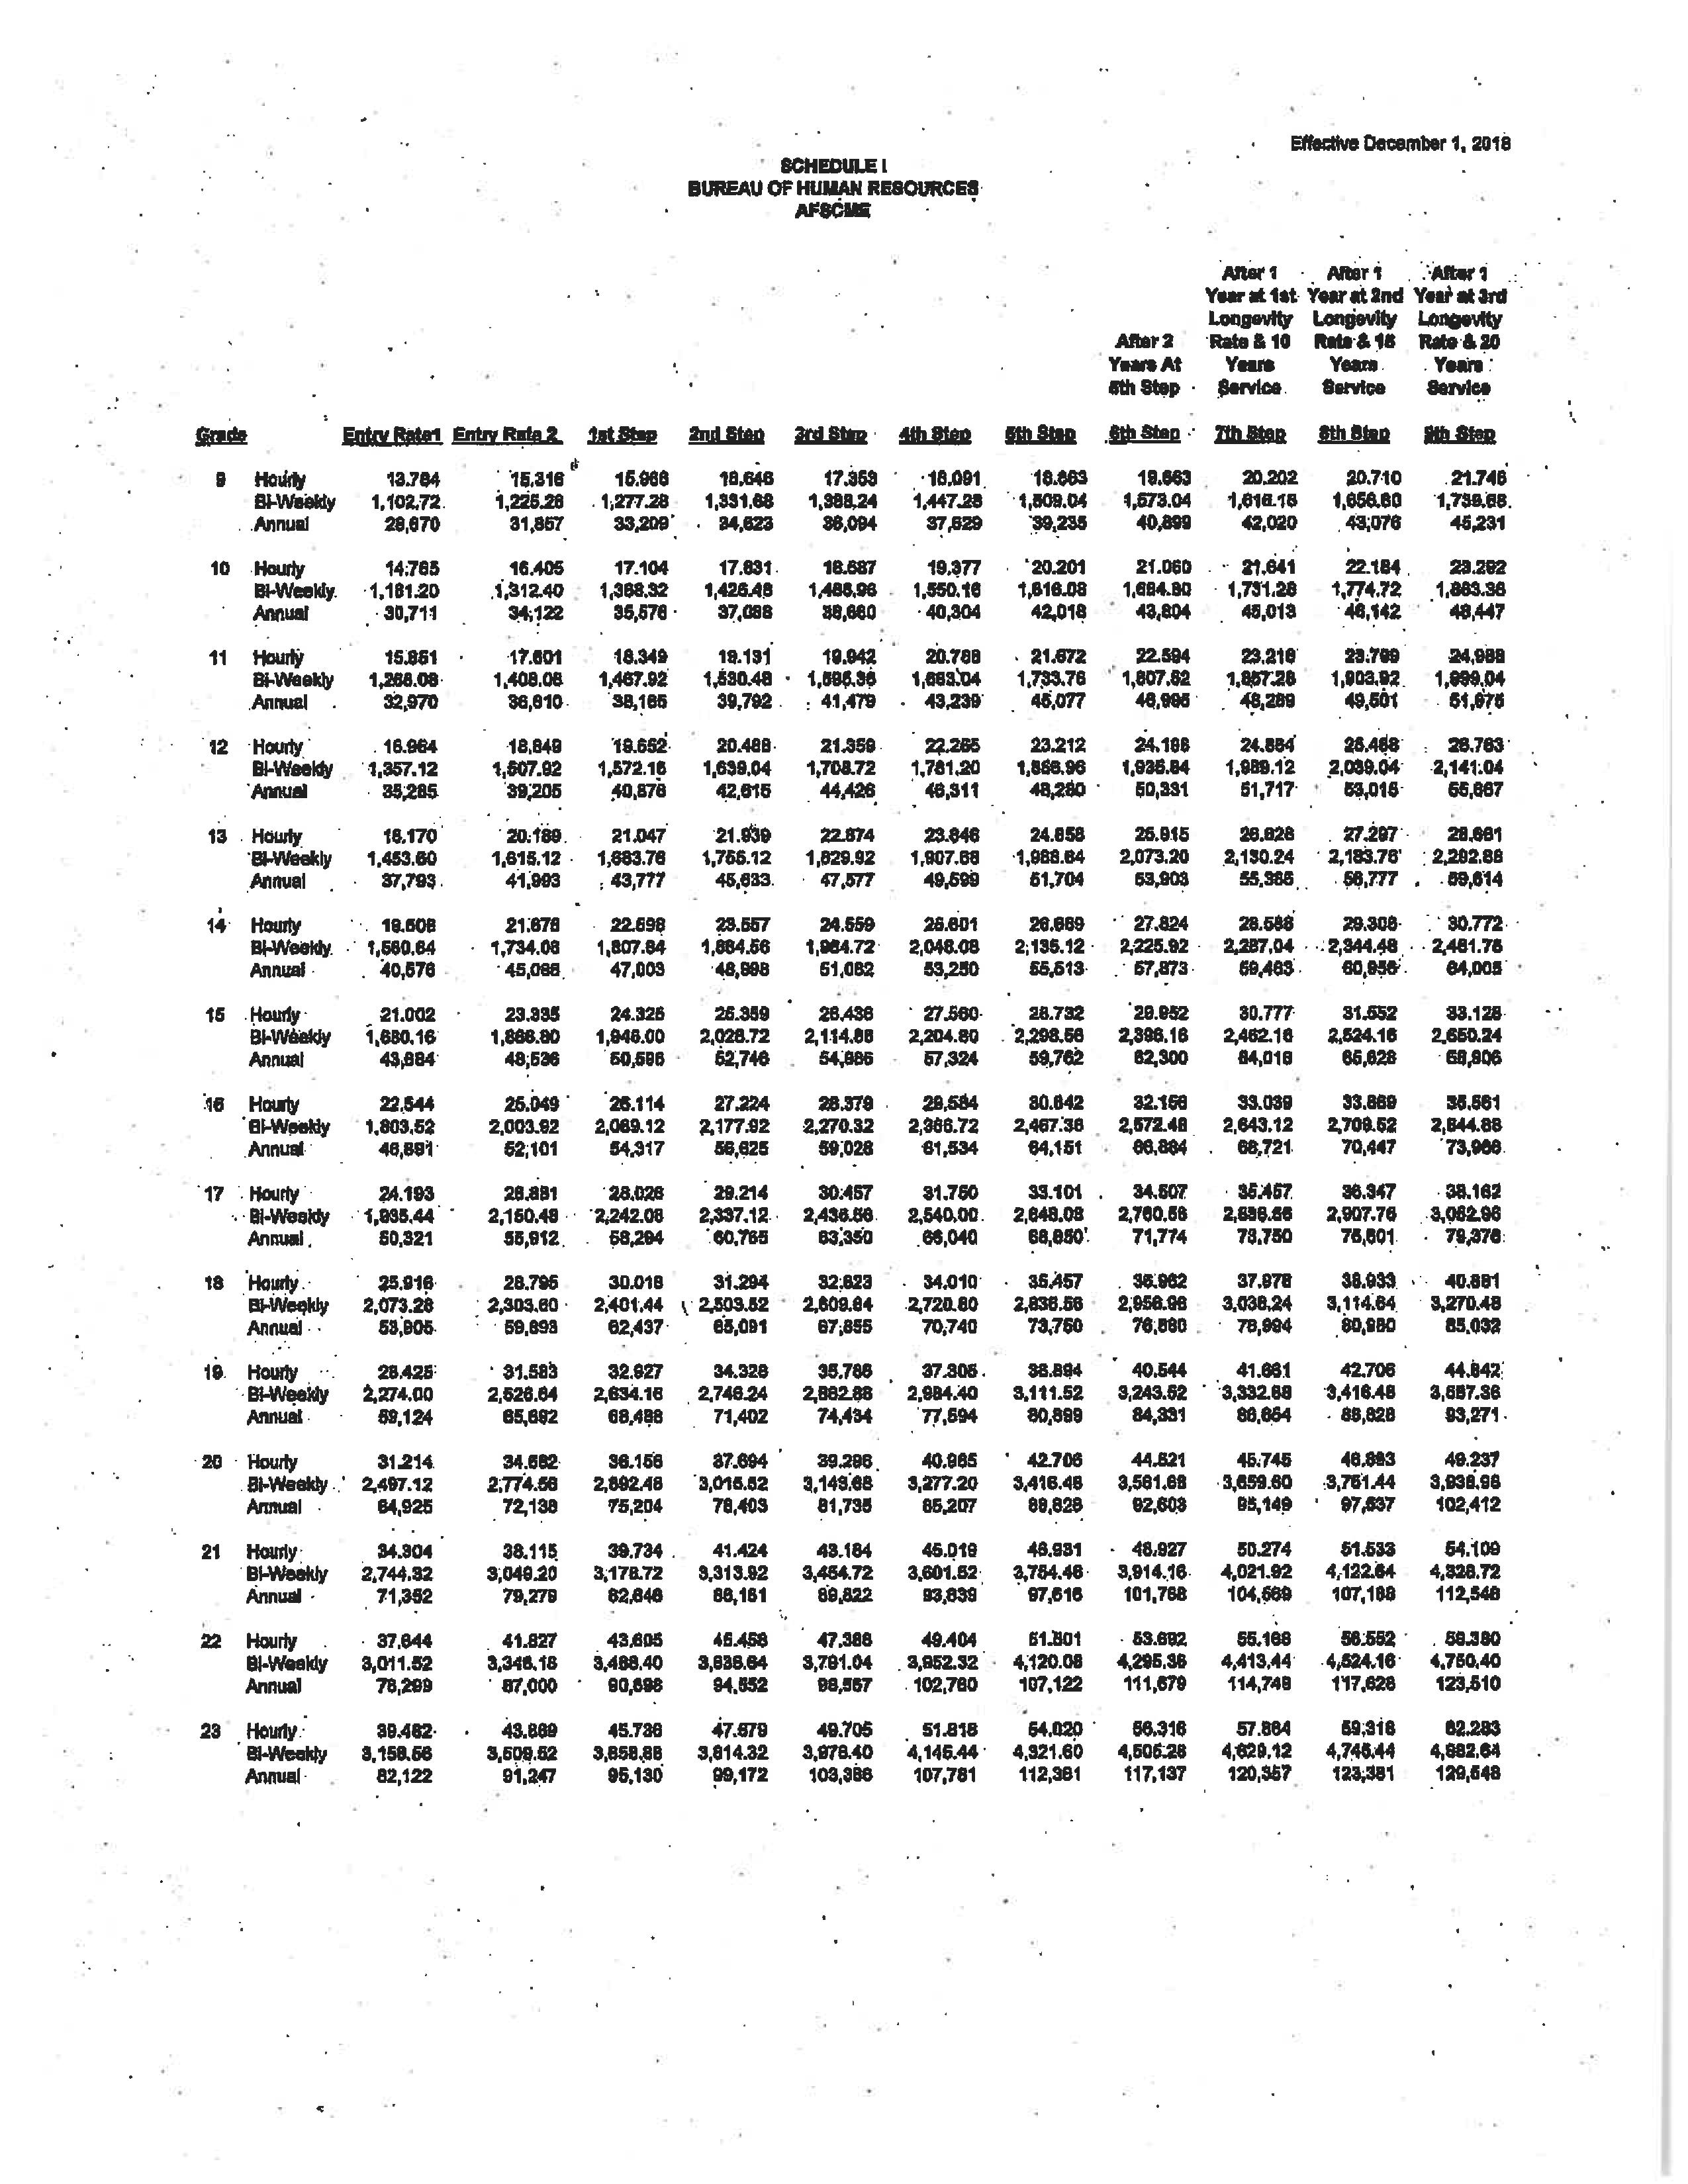 Effective December 1, 2018
SCHEDULE I
BUREAU OF HUMAN RESOURCES
AFSCME
After 1 After 1 After 1
Year at 1st Year at 2nd Year at 3rd
Longevity Longevity Longevity
After 2 Rate & 10 Rate & 15 Rate & 20
Years At Years Years Years
5th Step Service Service Service
Grade Entry Rate1 Entry Rate 2 1st Step 2nd Step 3rd Step 4th Step 5th Step 6th Step 7th Step 8th Step 9th Step
9 Hourly 13.784 15.316 15.966 16.646 17.353 18.091 18.863 19.663 20.202 20.710 21.746
Bi-Weekly 1,102.72 1,225.28 1,277.28 1,331.68 1,388.24 1,447.28 1,509.04 1,573.04 1,616.16 1,656.80 1,739.68
Annual 28,670 31,857 33,209 34,623 36,094 37,629 39,235 40,899 42,020 43,076 45,231
10 Hourly 14.765 16.405 17.104 17.831 18.587 19.377 20.201 21.060 21.641 22.184 23.292
Bi-Weekly 1,181.20 1,312.40 1,368.32 1,426.48 1,486.96 1,550.16 1,616.08 1,684.80 1,731.28 1,774.72 1,863.36
Annual 30,711 34,122 35,576 37,088 38,660 40,304 42,018 43,804 45,013 46,142 48,447
11 Hourly 15.851 17.601 18.349 19.131 19.942 20.788 21.672 22.594 23.216 23.799 24.988
Bi-Weekly 1,268.08 1,408.08 1,467.92 1,530.48 1,595.36 1,663.04 1,733.76 1,807.52 1,857.28 1,903.92 1,999.04
Annual 32,970 36,610 38,165 39,792 41,479 43,239 45,077 46,995 48,289 49,501 51,975
12 Hourly 16.964 18.849 19.652 20.488 21.359 22.265 23.212 24.198 24.864 25.488 26.763
Bi-Weekly 1,357.12 1,507.92 1,572.16 1,639.04 1,708.72 1,781.20 1,856.96 1,935.84 1,989.12 2,039.04 2,141.04
Annual 35,285 39,205 40,876 42,615 44,426 46,311 48,280 50,331 51,717 53,015 55,667
13 Hourly 18.170 20.189 21.047 21.939 22.874 23.846 24.858 25.915 26.628 27.297 28.661
Bi-Weekly 1,453.60 1,615.12 1,683.76 1,755.12 1,829.92 1,907.68 1,988.64 2,073.20 2,130.24 2,183.76 2,292.88
Annual 37,793 41,993 43,777 45,633 47,577 49,599 51,704 53,903 55,386 56,777 59,614
14 Hourly 19.508 21.676 22.598 23.557 24.559 25.601 26.689 27.824 28.588 29.306 30.772
Bi-Weekly 1,560.64 1,734.08 1,807.84 1,884.56 1,964.72 2,048.08 2,135.12 2,225.92 2,287.04 2,344.48 2,461.76
Annual 40,576 45,086 47,003 48,998 51,082 53,250 55,513 57,873 59,463 60,956 64,005
15 Hourly 21.002 23.335 24.325 25.359 26.436 27.560 28.732 29.952 30.777 31.552 33.128
Bi-Weekly 1,680.16 1,866.80 1,946.00 2,028.72 2,114.88 2,204.80 2,298.56 2,396.16 2,462.16 2,524.16 2,650.24
Annual 43,684 48,536 50,596 52,746 54,986 57,324 59,762 62,300 64,016 65,628 68,906
16 Hourly 22.544 25.049 26.114 27.224 28.379 29.584 30.842 32.156 33.039 33.869 35.561
Bi-Weekly 1,803.52 2,003.92 2,089.12 2,177.92 2,270.32 2,366.72 2,467.36 2,572.48 2,643.12 2,709.52 2,844.88
Annual 46,891 52,101 54,317 56,625 59,028 61,534 64,151 66,884 68,721 70,447 73,966
17 Hourly 24.193 26.881 28.026 29.214 30.457 31.750 33.101 34.507 35.457 36.347 38.162
Bi-Weekly 1,935.44 2,150.48 2,242.08 2,337.12 2,436.56 2,540.00 2,648.08 2,760.56 2,836.56 2,907.76 3,052.96
Annual 50,321 55,912 58,294 60,765 63,350 66,040 68,850 71,774 73,750 75,601 79,376
18 Hourly 25.916 28.795 30.018 31.294 32.623 34.010 35.457 36.962 37.978 38.933 40.881
Bi-Weekly 2,073.28 2,303.60 2,401.44 2,503.52 2,609.84 2,720.80 2,836.56 2,956.96 3,038.24 3,114.64 3,270.48
Annual 53,905 59,893 62,437 65,091 67,855 70,740 73,750 76,880 78,994 80,980 85,032
19 Hourly 28.425 31.583 32.927 34.328 35.786 37.305 38.894 40.544 41.661 42.706 44.842
Bi-Weekly 2,274.00 2,526.64 2,634.16 2,746.24 2,862.88 2,984.40 3,111.52 3,243.52 3,332.88 3,416.48 3,587.36
Annual 59,124 65,692 68,488 71,402 74,434 77,594 80,899 84,331 86,654 88,828 93,271
20 Hourly 31.214 34.682 36.156 37.694 39.296 40.965 42.706 44.521 45.745 46.893 49.237
Bi-Weekly 2,497.12 2,774.56 2,892.48 3,015.52 3,143.68 3,277.20 3,416.48 3,561.68 3,659.60 3,751.44 3,938.96
Annual 64,925 72,138 75,204 78,403 81,735 85,207 88,828 92,603 95,149 97,537 102,412
21 Hourly 34.304 38.115 39.734 41.424 43.184 45.019 46.931 48.927 50.274 51.533 54.109
Bi-Weekly 2,744.32 3,049.20 3,178.72 3,313.92 3,454.72 3,601.52 3,754.48 3,914.16 4,021.92 4,122.64 4,328.72
Annual 71,352 79,279 82,646 86,161 89,822 93,639 97,616 101,768 104,569 107,188 112,546
22 Hourly 37.644 41.827 43.605 45.458 47.388 49.404 51.501 53.692 55.168 56.552 59.380
Bi-Weekly 3,011.52 3,346.16 3,488.40 3,636.64 3,791.04 3,952.32 4,120.08 4,295.36 4,413.44 4,524.16 4,750.40
Annual 78,299 87,000 90,698 94,552 98,567 102,760 107,122 111,679 114,749 117,628 123,510
23 Hourly 39.482 43.869 45.736 47.679 49.705 51.818 54.020 56.316 57.864 59.318 62.283
Bi-Weekly 3,158.56 3,509.52 3,658.88 3,814.32 3,976.40 4,145.44 4,321.60 4,505.28 4,629.12 4,745.44 4,982.64
Annual 82,122 91,247 95,130 99,172 103,386 107,781 112,361 117,137 120,357 123,381 129,548